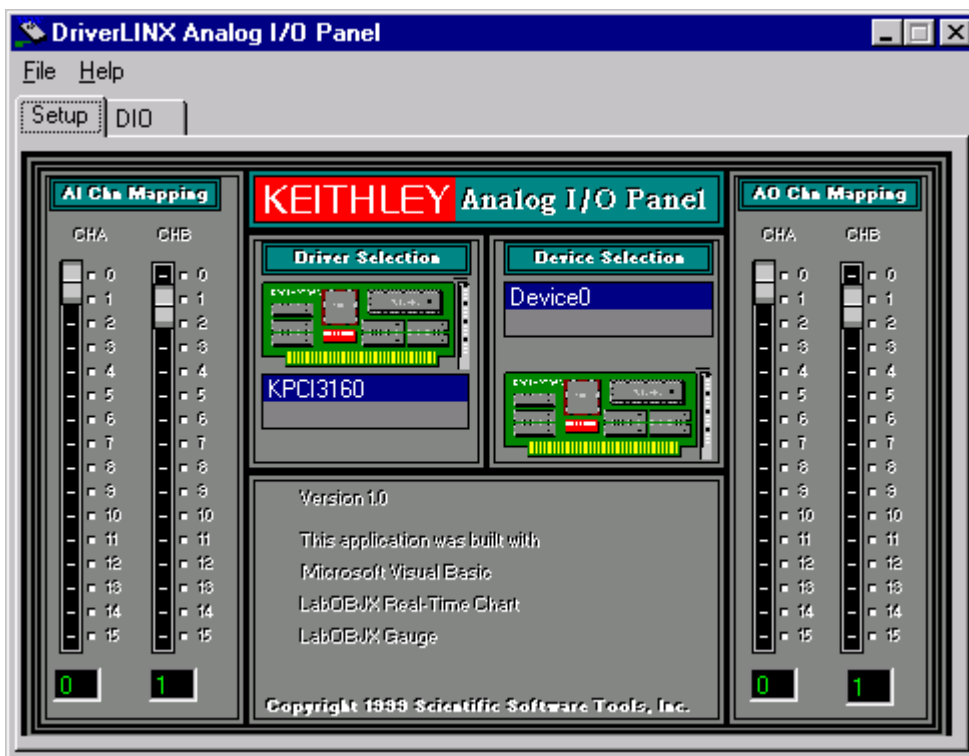 DriverLINX Analog I/O Panel
File Help
Setup DIO
AI Chn Mapping
CHA CHB
0 0
1 1
2 2
3 3
4 4
5 5
6 6
7 7
8 8
9 9
10 10
11 11
12 12
13 13
14 14
15 15
0 1
KEITHLEY Analog I/O Panel
Driver Selection
KPCI3160
Device Selection
Device0
Version 1.0
This application was built with
Microsoft Visual Basic
LabOBJX Real-Time Chart
LabOBJX Gauge
Copyright 1999 Scientific Software Tools, Inc.
AO Chn Mapping
CHA CHB
0 0
1 1
2 2
3 3
4 4
5 5
6 6
7 7
8 8
9 9
10 10
11 11
12 12
13 13
14 14
15 15
0 1